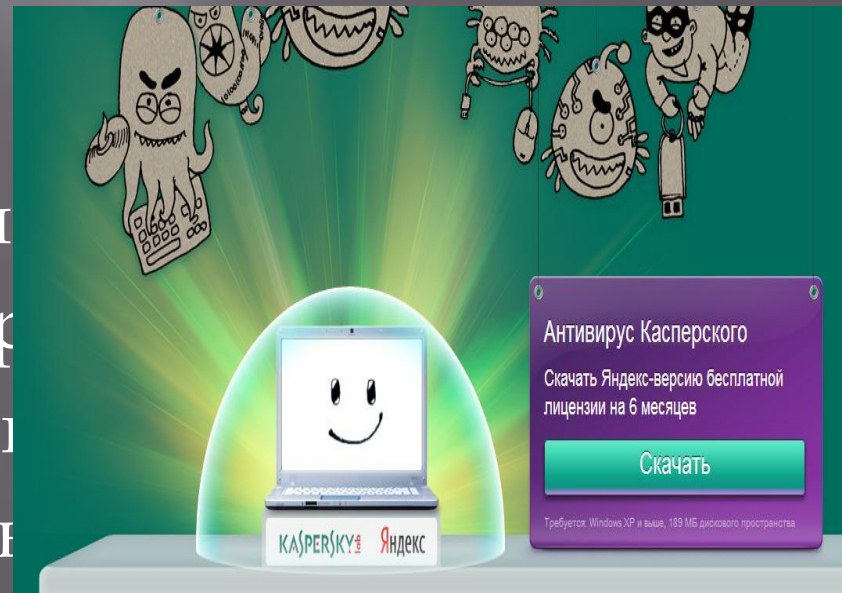 Антивирус Касперского
Скачать Яндекс-версию бесплатной
лицензии на 6 месяцев
Скачать
Требуется: Windows XP и выше, 189 МБ дискового пространства
KASPERSKY lab Яндекс